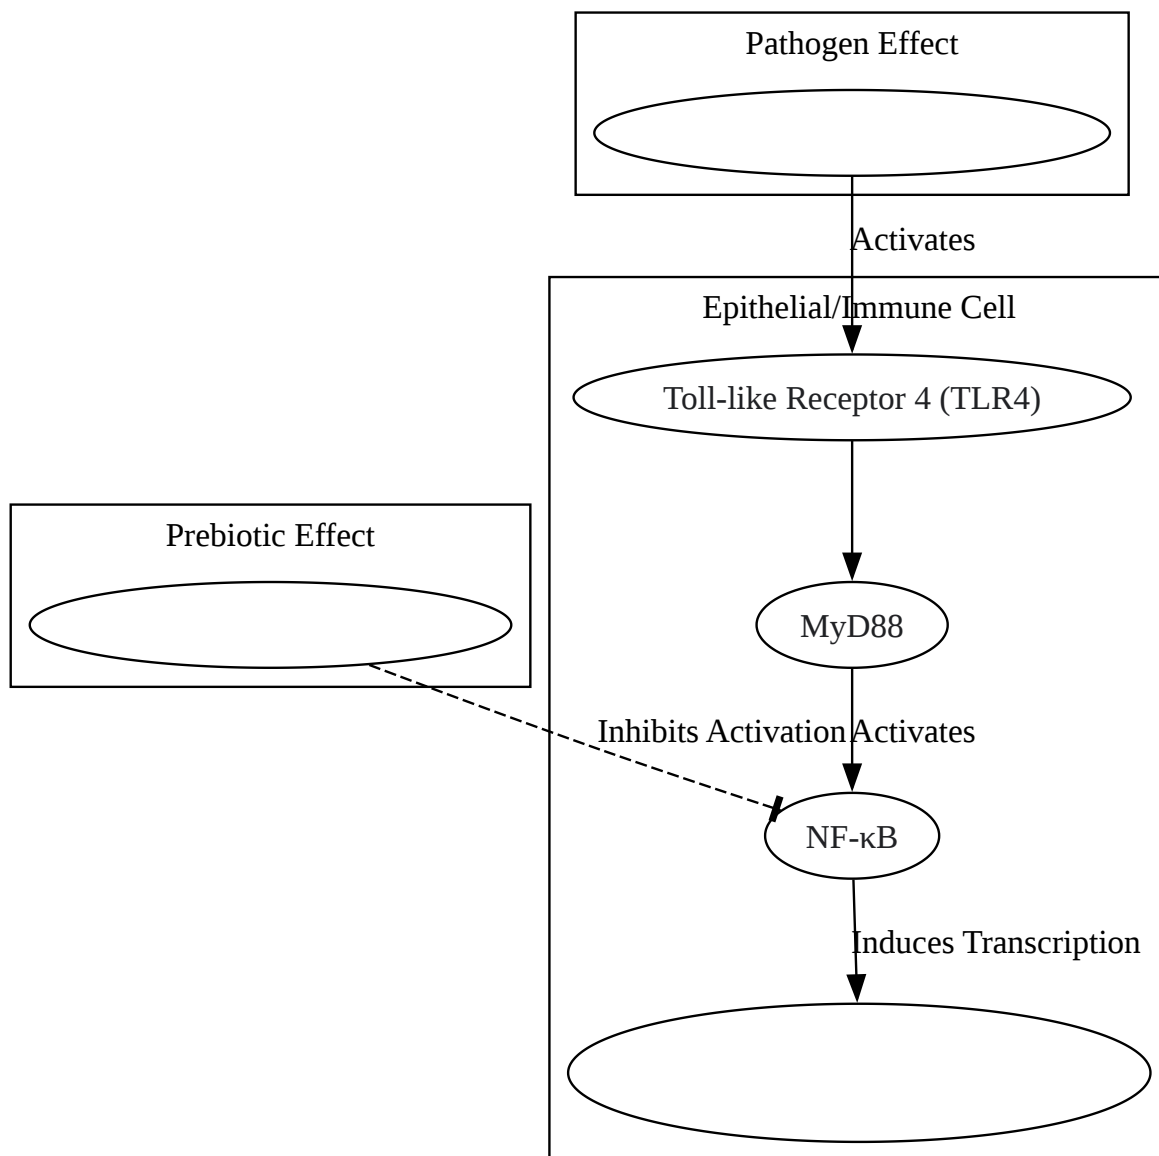 Pathogen Effect
Activates
Epithelial/Immune Cell
Toll-like Receptor 4 (TLR4)
Prebiotic Effect
MyD88
Inhibits Activation
Activates
NF-κB
Induces Transcription